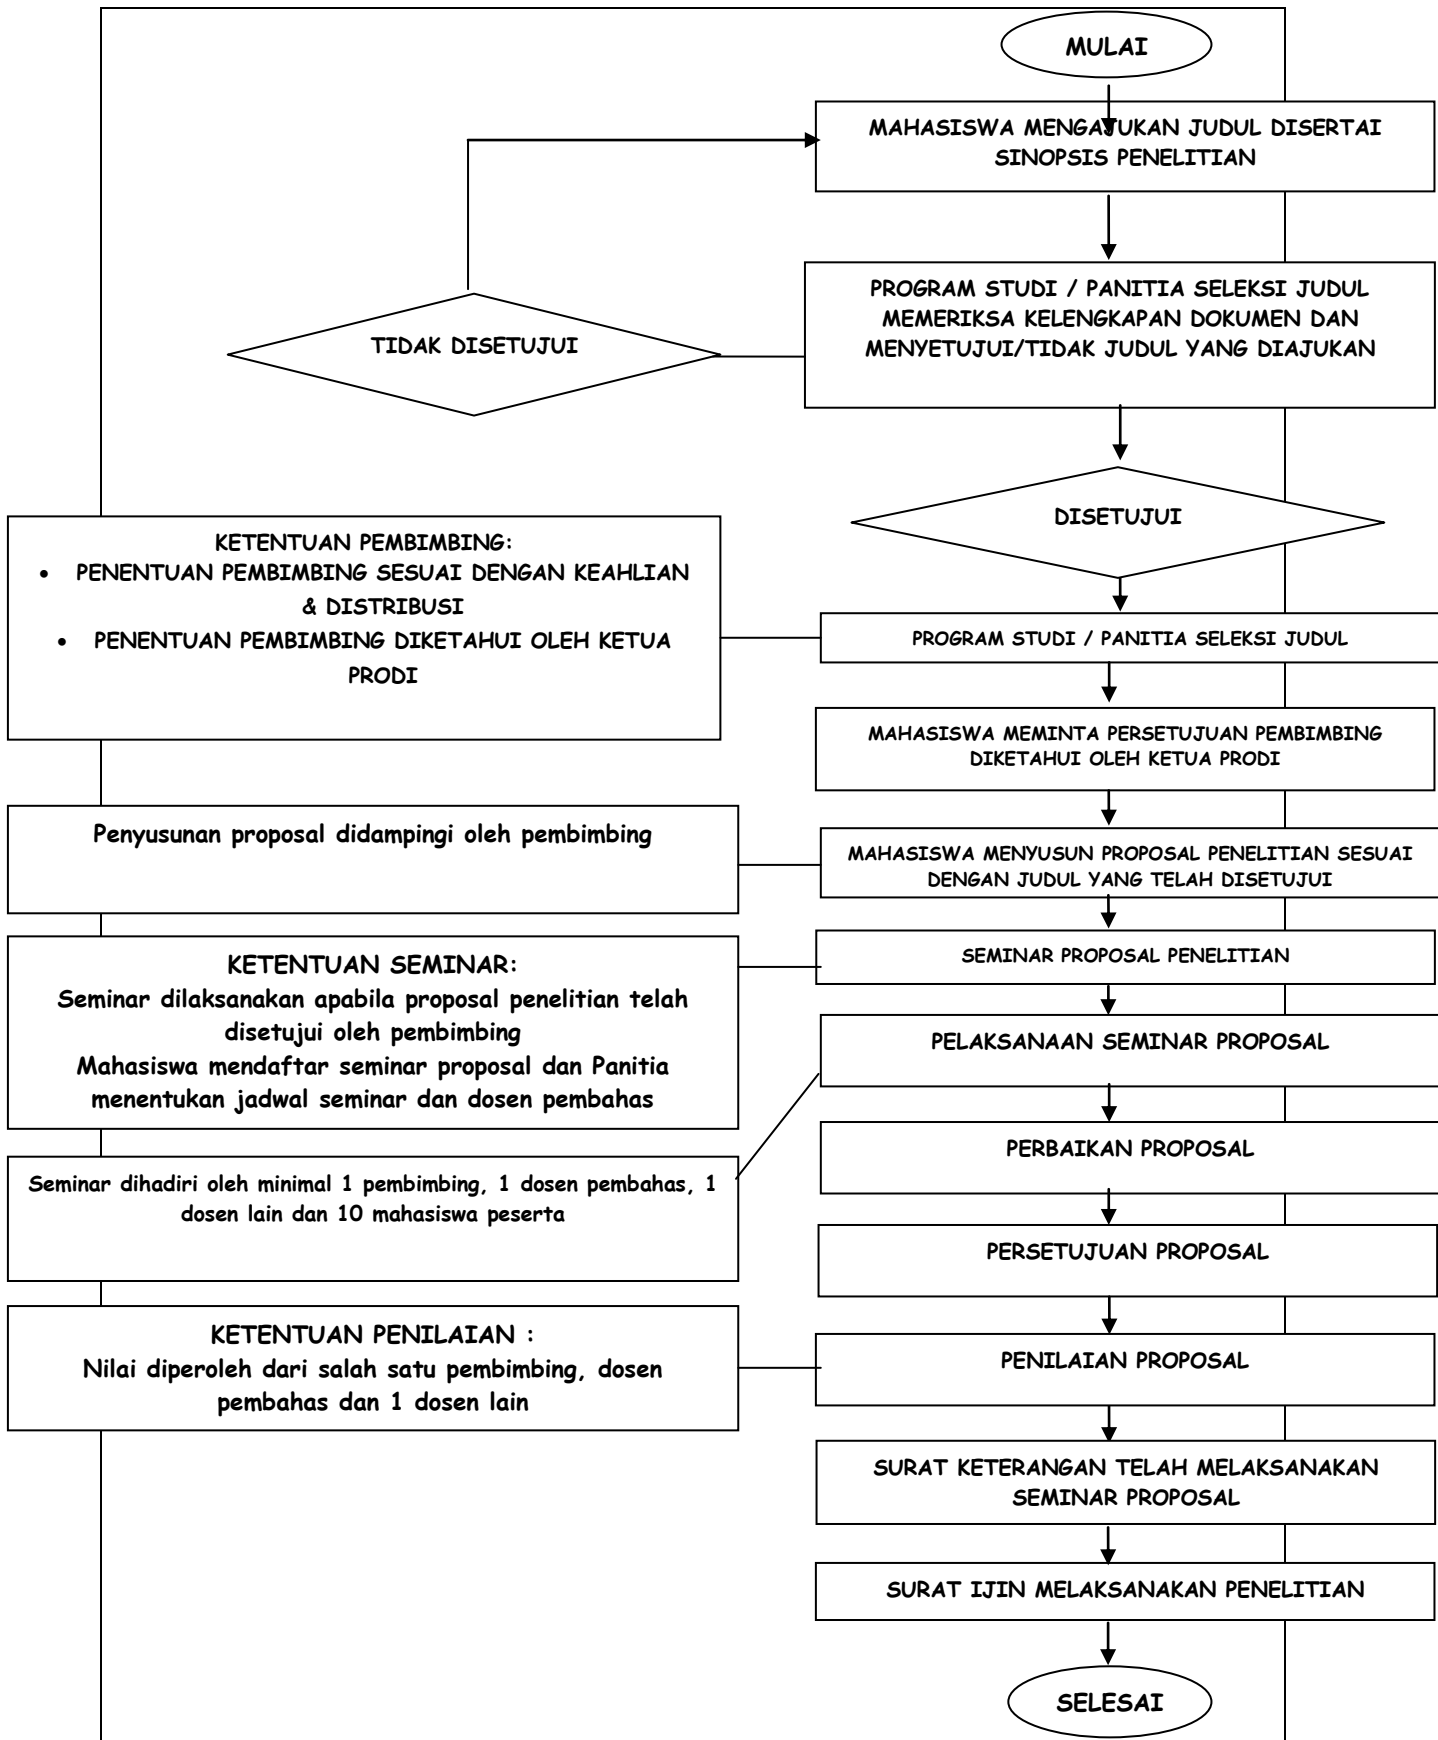 MULAI
MAHASISWA MENGAJUKAN JUDUL DISERTAI
SINOPSIS PENELITIAN
PROGRAM STUDI / PANITIA SELEKSI JUDUL
MEMERIKSA KELENGKAPAN DOKUMEN DAN
MENYETUJUI/TIDAK JUDUL YANG DIAJUKAN
TIDAK DISETUJUI
DISETUJUI
KETENTUAN PEMBIMBING:
• PENENTUAN PEMBIMBING SESUAI DENGAN KEAHLIAN
& DISTRIBUSI
• PENENTUAN PEMBIMBING DIKETAHUI OLEH KETUA
PRODI
PROGRAM STUDI / PANITIA SELEKSI JUDUL
MAHASISWA MEMINTA PERSETUJUAN PEMBIMBING
DIKETAHUI OLEH KETUA PRODI
Penyusunan proposal didampingi oleh pembimbing
MAHASISWA MENYUSUN PROPOSAL PENELITIAN SESUAI
DENGAN JUDUL YANG TELAH DISETUJUI
KETENTUAN SEMINAR:
Seminar dilaksanakan apabila proposal penelitian telah
disetujui oleh pembimbing
Mahasiswa mendaftar seminar proposal dan Panitia
menentukan jadwal seminar dan dosen pembahas
SEMINAR PROPOSAL PENELITIAN
PELAKSANAAN SEMINAR PROPOSAL
Seminar dihadiri oleh minimal 1 pembimbing, 1 dosen pembahas, 1
dosen lain dan 10 mahasiswa peserta
PERBAIKAN PROPOSAL
PERSETUJUAN PROPOSAL
KETENTUAN PENILAIAN :
Nilai diperoleh dari salah satu pembimbing, dosen
pembahas dan 1 dosen lain
PENILAIAN PROPOSAL
SURAT KETERANGAN TELAH MELAKSANAKAN
SEMINAR PROPOSAL
SURAT IJIN MELAKSANAKAN PENELITIAN
SELESAI